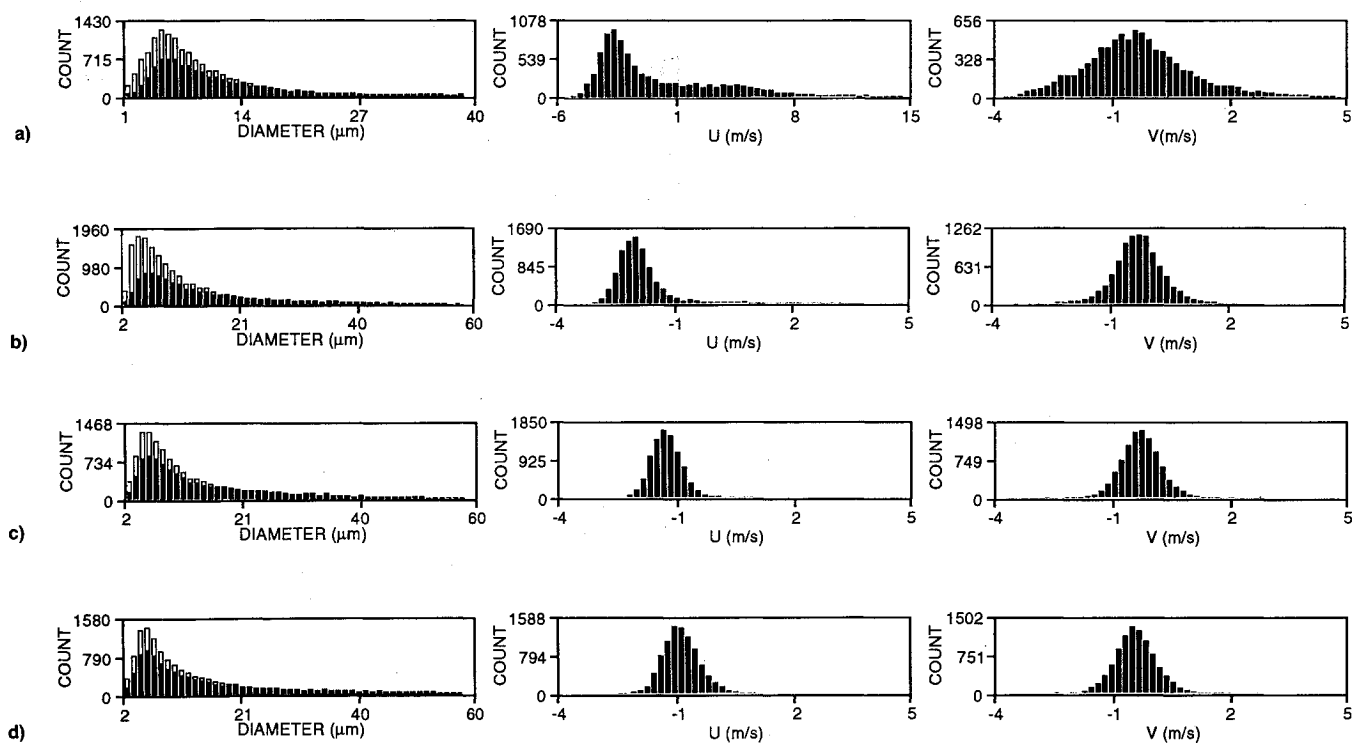 1430
715
0
COUNT
1 14 27 40
DIAMETER (µm)
1078
539
0
COUNT
-6 1 8 15
U (m/s)
656
328
0
COUNT
-4 -1 2 5
V(m/s)
a)
1960
980
0
COUNT
2 21 40 60
DIAMETER (µm)
1690
845
0
COUNT
-4 -1 2 5
U (m/s)
1262
631
0
COUNT
-4 -1 2 5
V (m/s)
b)
1468
734
0
COUNT
2 21 40 60
DIAMETER (µm)
1850
925
0
COUNT
-4 -1 2 5
U (m/s)
1498
749
0
COUNT
-4 -1 2 5
V (m/s)
c)
1580
790
0
COUNT
2 21 40 60
DIAMETER (µm)
1588
794
0
COUNT
-4 -1 2 5
U (m/s)
1502
751
0
COUNT
-4 -1 2 5
V (m/s)
d)